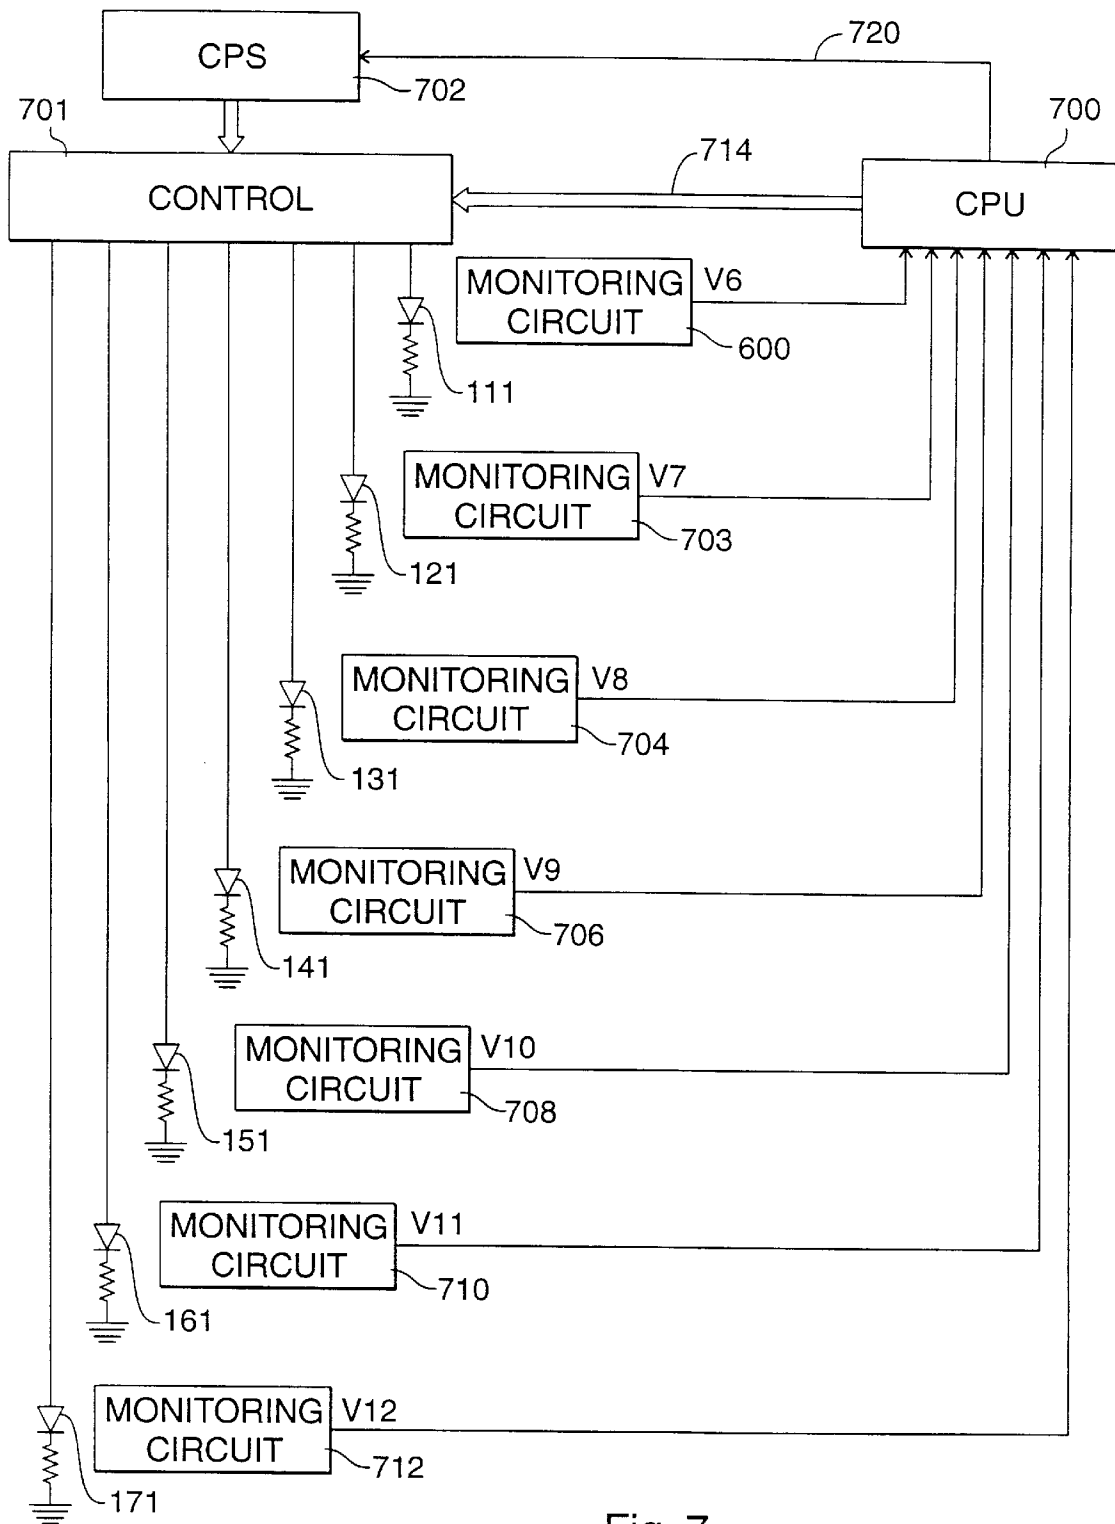 720
CPS
702
701
700
714
CONTROL
CPU
MONITORING
CIRCUIT
V6
600
111
MONITORING
CIRCUIT
V7
703
121
MONITORING
CIRCUIT
V8
704
131
MONITORING
CIRCUIT
V9
706
141
MONITORING
CIRCUIT
V10
708
151
MONITORING
CIRCUIT
V11
710
161
MONITORING
CIRCUIT
V12
712
171
Fig. 7